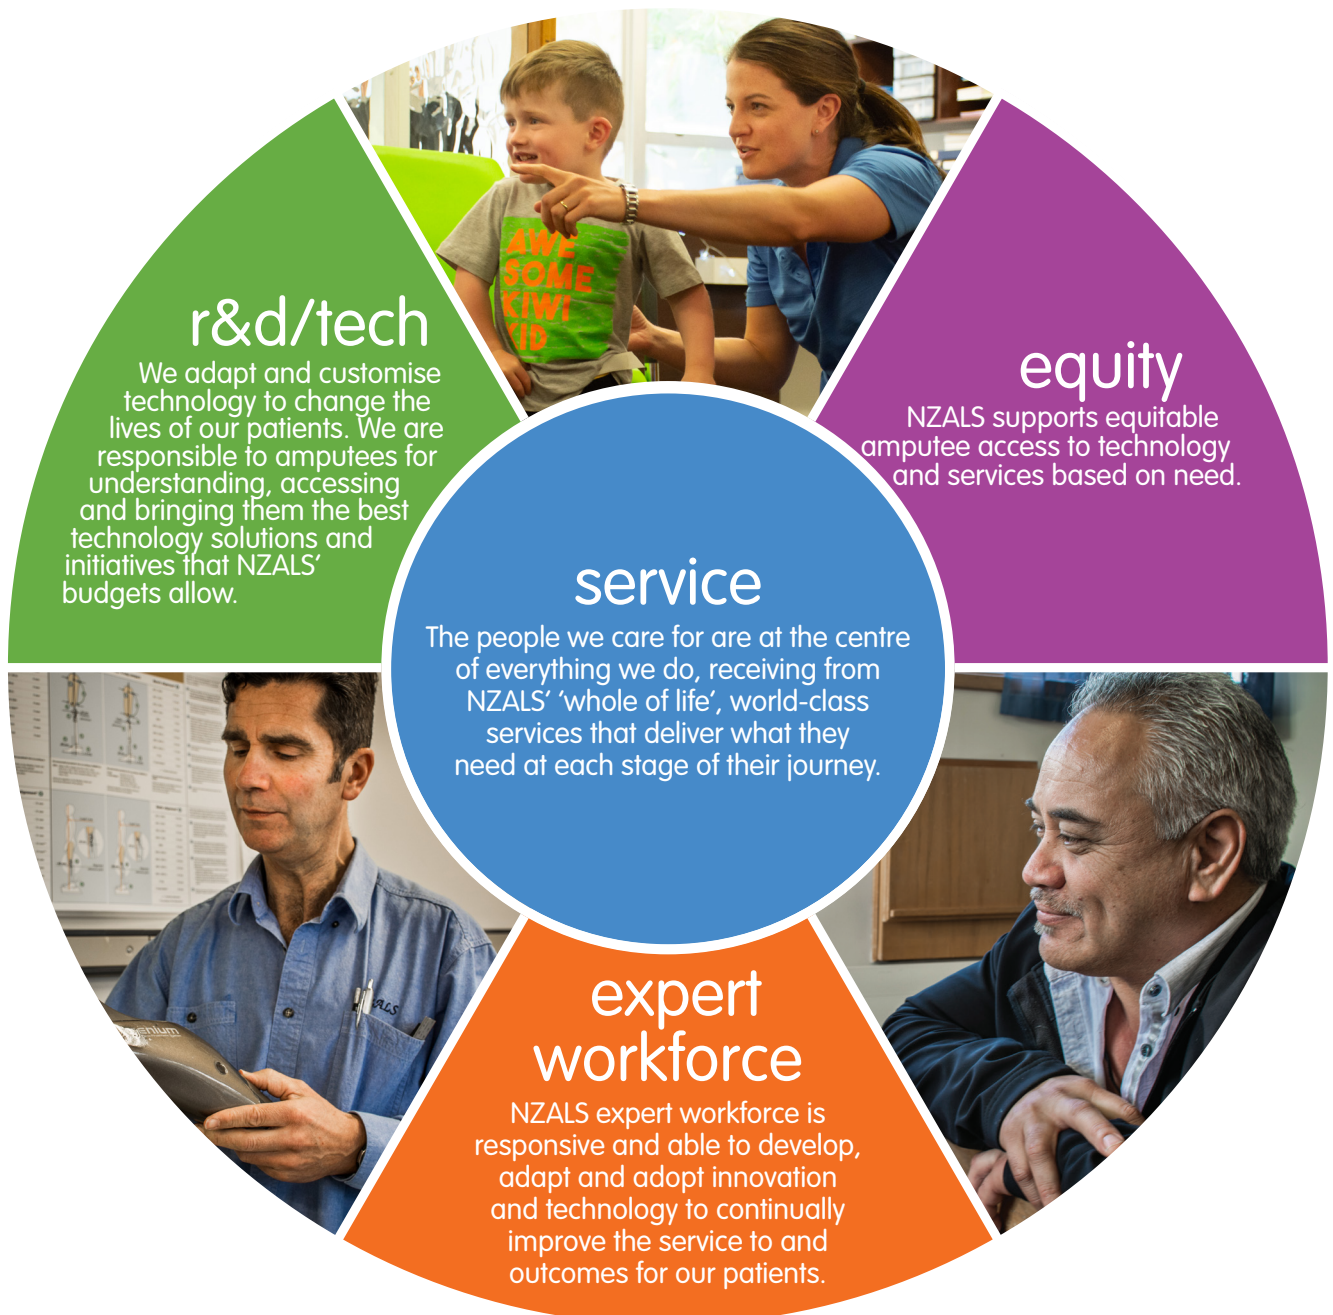 AWE
SOME
KIWI
KID
r&d/tech
We adapt and customise
technology to change the
lives of our patients. We are
responsible to amputees for
understanding, accessing
and bringing them the best
technology solutions and
initiatives that NZALS’
budgets allow.
equity
NZALS supports equitable
amputee access to technology
and services based on need.
service
The people we care for are at the centre
of everything we do, receiving from
NZALS’ ‘whole of life’, world-class
services that deliver what they
need at each stage of their journey.
expert
workforce
NZALS expert workforce is
responsive and able to develop,
adapt and adopt innovation
and technology to continually
improve the service to and
outcomes for our patients.